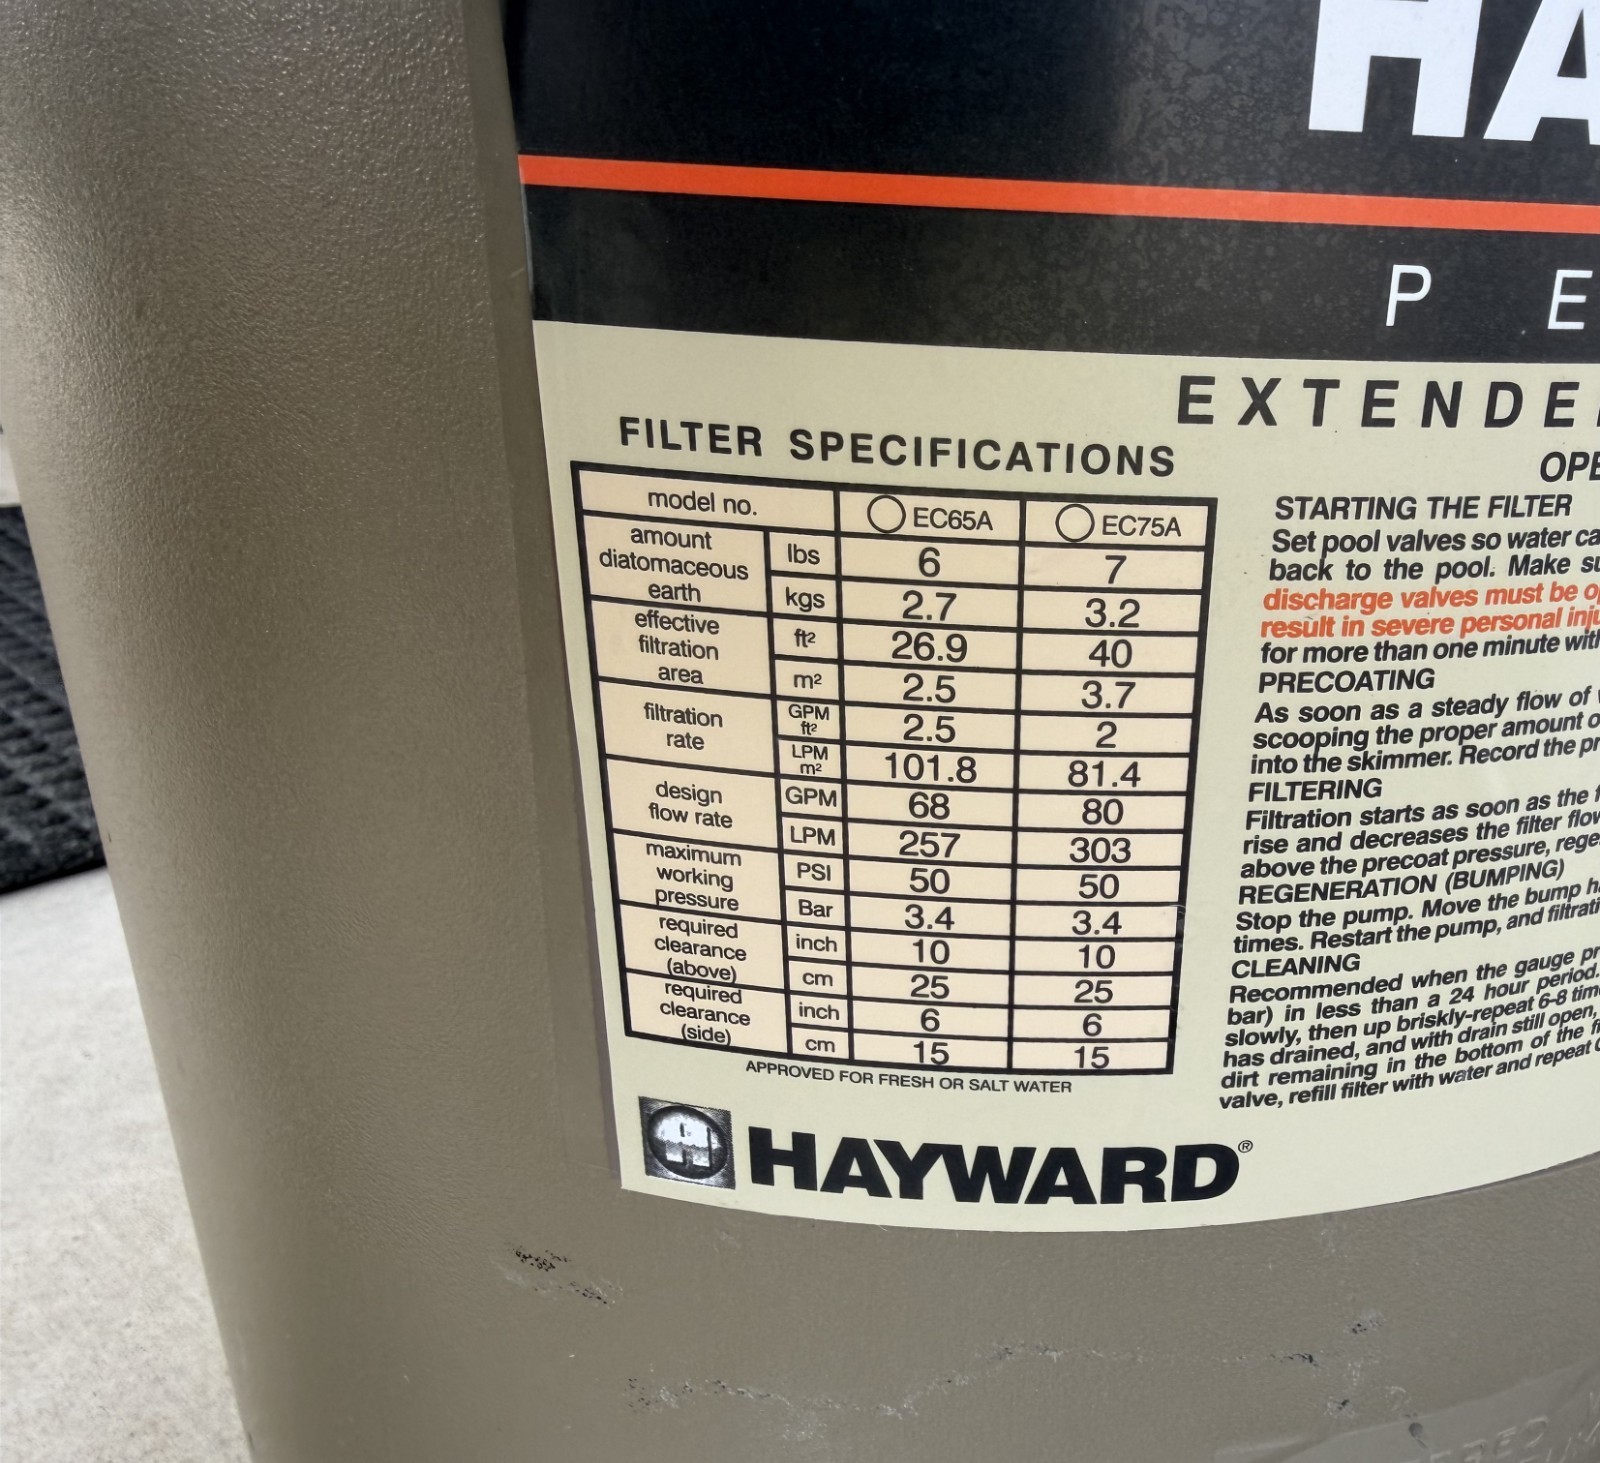 HA
P E
EXTENDE
FILTER SPECIFICATIONS
model no. EC65A EC75A
amount diatomaceous earth lbs 6 7
kgs 2.7 3.2
effective filtration area ft² 26.9 40
m² 2.5 3.7
filtration rate GPM ft² 2.5 2
LPM m² 101.8 81.4
design flow rate GPM 68 80
LPM 257 303
maximum working pressure PSI 50 50
Bar 3.4 3.4
required clearance (above) inch 10 10
cm 25 25
required clearance (side) inch 6 6
cm 15 15
APPROVED FOR FRESH OR SALT WATER
H HAYWARD®
OPE
STARTING THE FILTER
Set pool valves so water ca
back to the pool. Make su
discharge valves must be op
result in severe personal inju
for more than one minute with
PRECOATING
As soon as a steady flow of
scooping the proper amount o
into the skimmer. Record the pr
FILTERING
Filtration starts as soon as the f
rise and decreases the filter flow
above the precoat pressure, rege
REGENERATION (BUMPING)
Stop the pump. Move the bump h
times. Restart the pump, and filtrati
CLEANING
Recommended when the gauge pr
bar) in less than a 24 hour period.
slowly, then up briskly-repeat 6-8 tim
has drained, and with drain still open,
dirt remaining in the bottom of the f
valve, refill filter with water and repeat